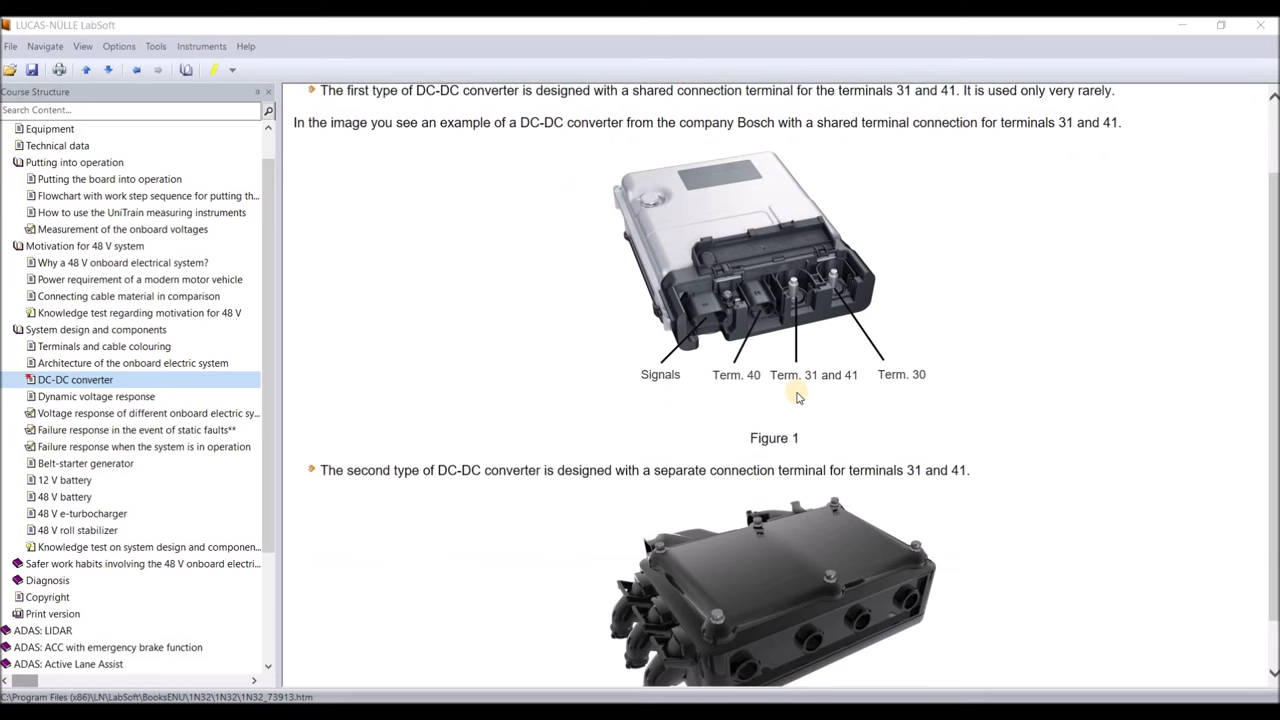 LUCAS-NÜLLE LabSoft
File Navigate View Options Tools Instruments Help
Course Structure
Search Content...
Equipment
Technical data
Putting into operation
Putting the board into operation
Flowchart with work step sequence for putting th...
How to use the UniTrain measuring instruments
Measurement of the onboard voltages
Motivation for 48 V system
Why a 48 V onboard electrical system?
Power requirement of a modern motor vehicle
Connecting cable material in comparison
Knowledge test regarding motivation for 48 V
System design and components
Terminals and cable colouring
Architecture of the onboard electric system
DC-DC converter
Dynamic voltage response
Voltage response of different onboard electric sy...
Failure response in the event of static faults**
Failure response when the system is in operation
Belt-starter generator
12 V battery
48 V battery
48 V e-turbocharger
48 V roll stabilizer
Knowledge test on system design and componen...
Safer work habits involving the 48 V onboard electri...
Diagnosis
Copyright
Print version
ADAS: LIDAR
ADAS: ACC with emergency brake function
ADAS: Active Lane Assist
The first type of DC-DC converter is designed with a shared connection terminal for the terminals 31 and 41. It is used only very rarely.
In the image you see an example of a DC-DC converter from the company Bosch with a shared terminal connection for terminals 31 and 41.
Signals Term. 40 Term. 31 and 41 Term. 30
Figure 1
The second type of DC-DC converter is designed with a separate connection terminal for terminals 31 and 41.
C:\Program Files (x86)\LN\LabSoft\BooksENU\1N32\1N32\1N32_73913.htm